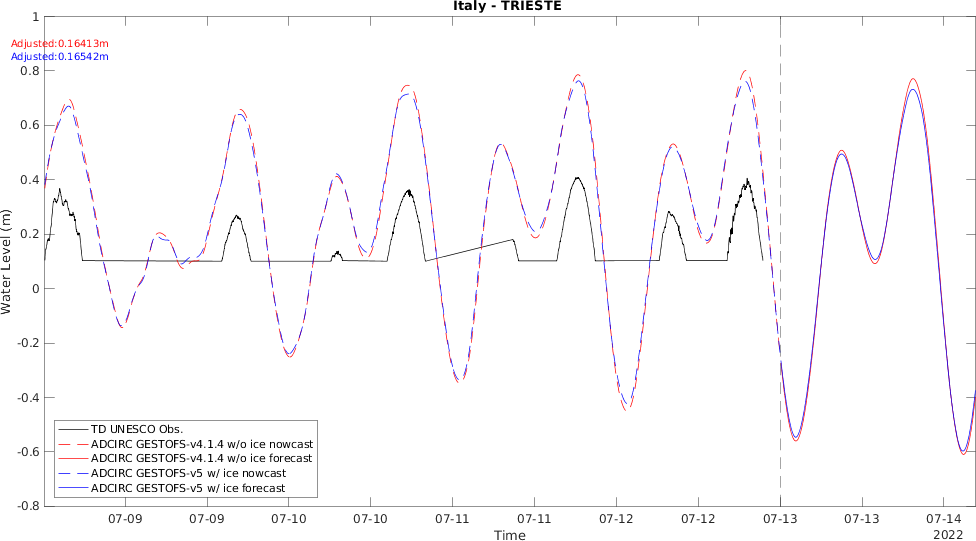 Italy - TRIESTE
Adjusted:0.16413m
Adjusted:0.16542m
Water Level (m)
1
0.8
0.6
0.4
0.2
0
-0.2
-0.4
-0.6
-0.8
TD UNESCO Obs.
ADCIRC GESTOFS-v4.1.4 w/o ice nowcast
ADCIRC GESTOFS-v4.1.4 w/o ice forecast
ADCIRC GESTOFS-v5 w/ ice nowcast
ADCIRC GESTOFS-v5 w/ ice forecast
07-09 07-09 07-10 07-10 07-11 07-11 07-12 07-12 07-13 07-13 07-14
Time
2022